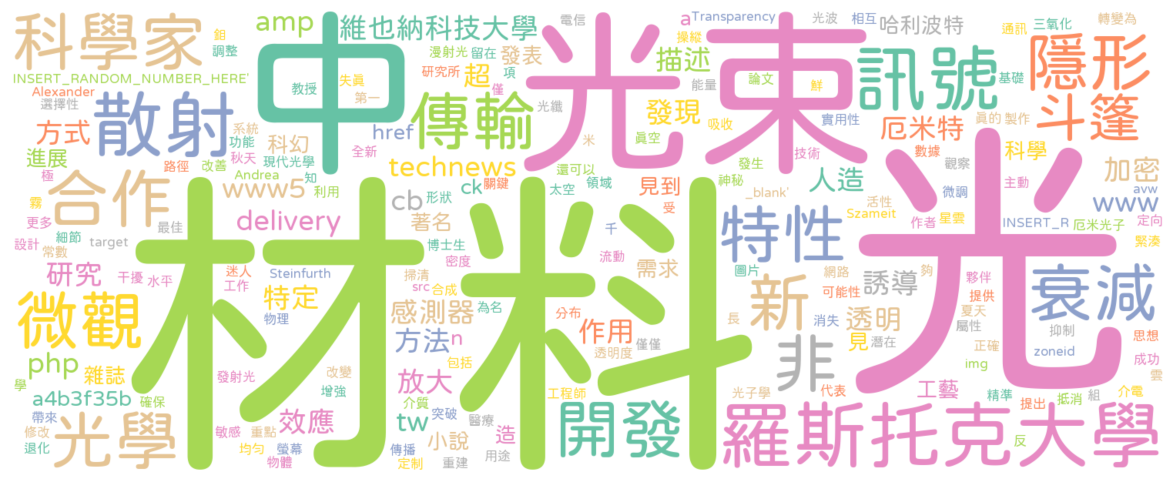 科學家
amp
維也納科技大學
電信
a
Transparency
光波
相互
哈利波特
通訊
三氧化
轉變為
鉬
調整
中
漫射光
留在
發表
光束
操縱
描述
訊號
隱形
斗篷
基礎
INSERT_RANDOM_NUMBER_HERE'
教授
失真
研究所
超
項
僅
能量
論文
群
Alexander
選擇性
散射
第一
傳輸
光纖
發現
吸收
實用性
厄米特
真的
製作
方式
系統
功能
科幻
href
米
真空
技術
數據
觀察
科學
進展
路徑
改善
現代光學
全新
technews
還可以
發生
神秘
微調
主動
加密
極
秋天
知
Andrea
利用
www5
cb
形狀
ck
關鍵
太空
領域
見到
_blank'
人造
活性
Szameit
avw
www
合作
霧
更多
最佳
delivery
著名
受
特性
作者
星雲
INSERT_R
厄米光子
定向
設計
細節
target
常數
博士生
千
光
緊湊
研究
干擾
水平
迷人
工作
Steinfurth
掃清
密度
src
合成
流動
需求
圖片
網路
夠
誘導
夥伴
提供
可能性
夏天
衰減
材料
微觀
特定
物理
感測器
為名
分布
新
長
消失
透明
屬性
抑制
思想
php
方法
n
作用
透明度
僅僅
見
潛在
正確
zoneid
成功
雜誌
發射光
改變
包括
非
img
雲
學
a4b3f35b
確保
增強
放大
介質
工程師
光子學
代表
工藝
精準
組
介電
帶來
敏感
重點
效應
tw
突破
醫療
造
開發
羅斯托克大學
提出
抵消
反
修改
退化
光學
均勻
螢幕
物體
傳播
定制
小說
重建
用途